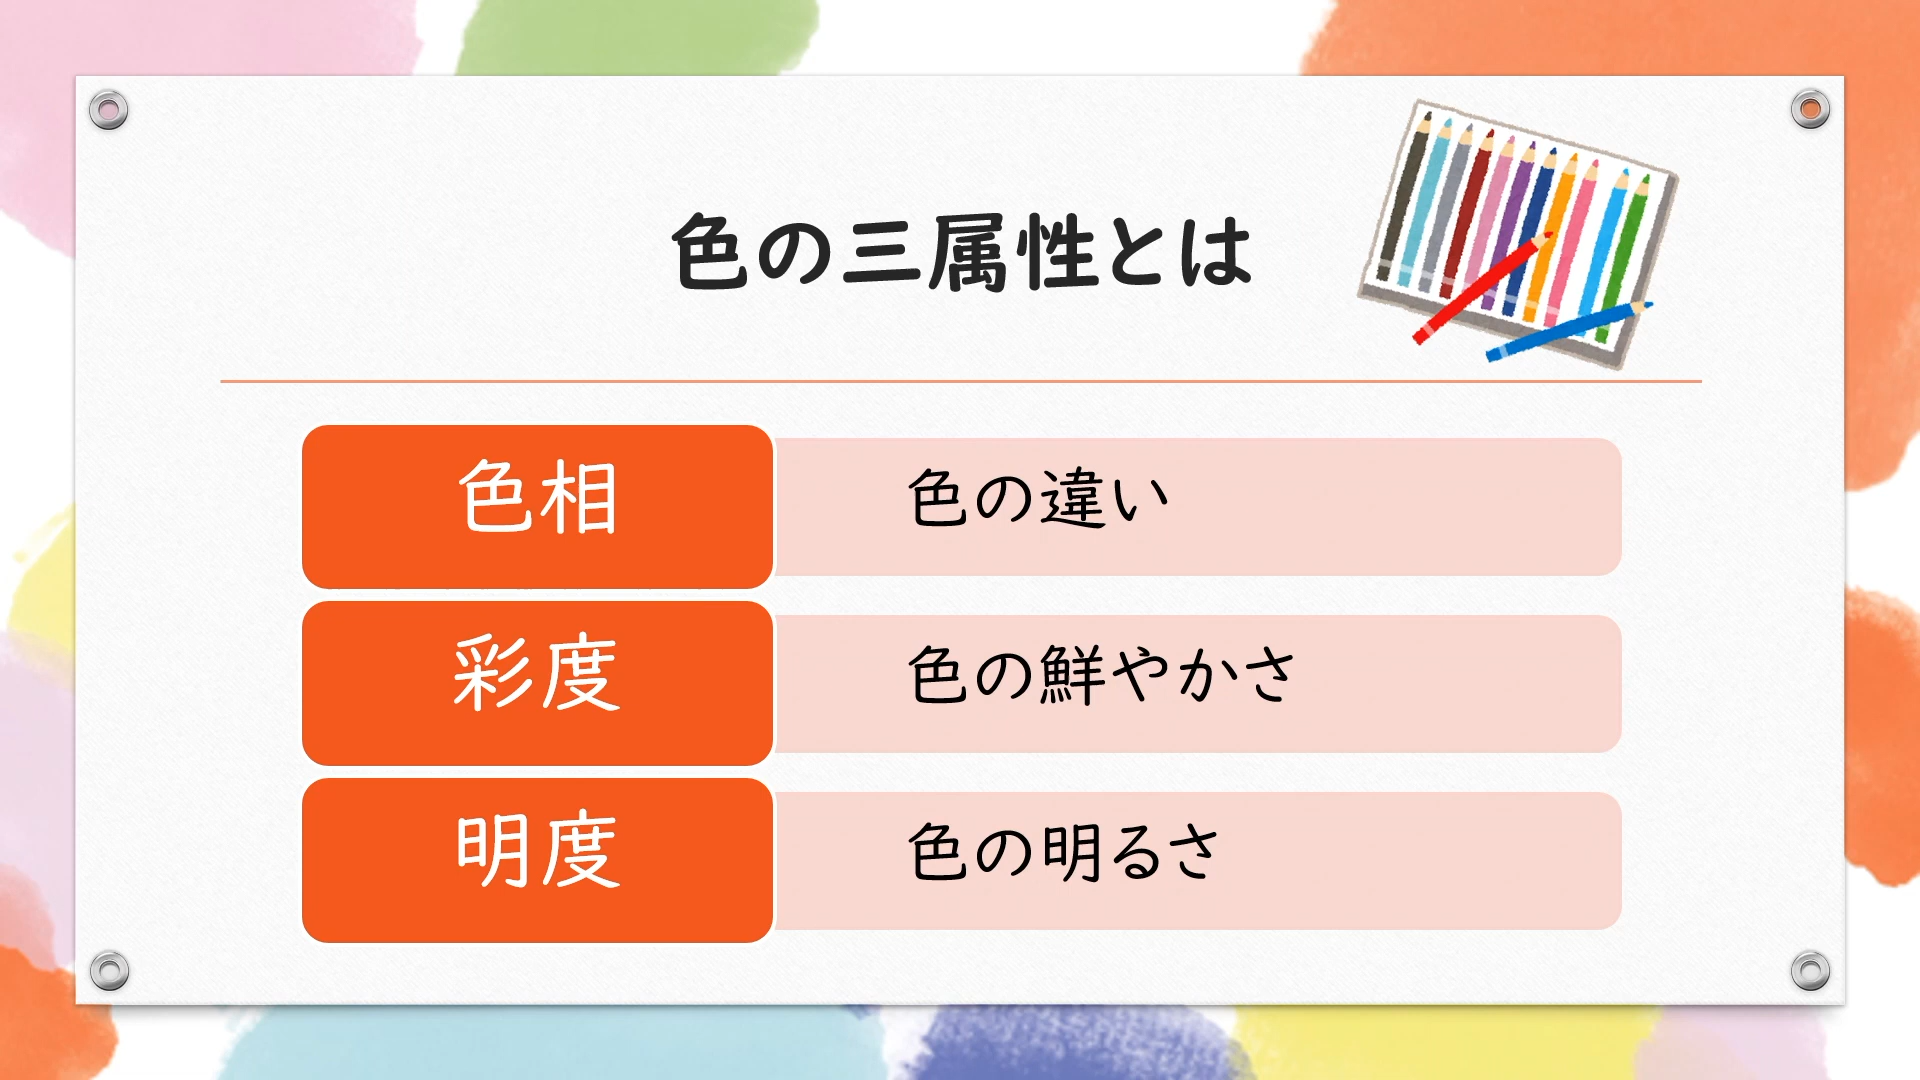 色の三属性とは
色相
色の違い
彩度
色の鮮やかさ
明度
色の明るさ